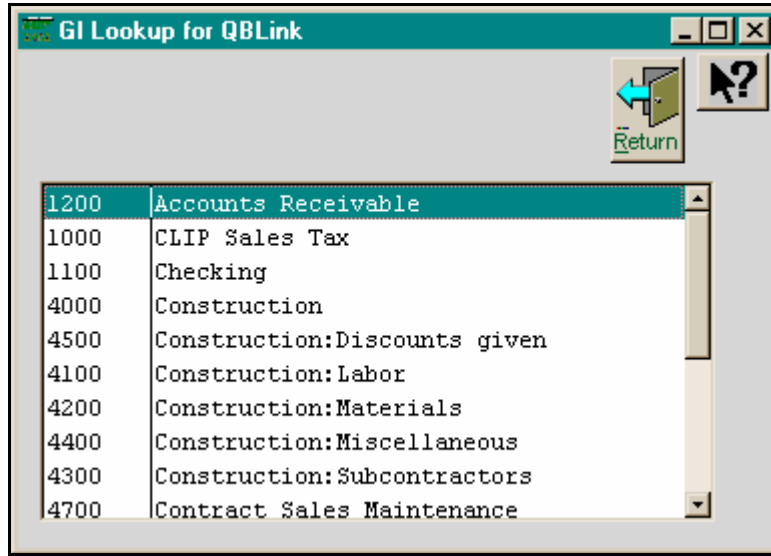 GI Lookup for QBLink
?
Return
1200 Accounts Receivable
1000 CLIP Sales Tax
1100 Checking
4000 Construction
4500 Construction:Discounts given
4100 Construction:Labor
4200 Construction:Materials
4400 Construction:Miscellaneous
4300 Construction:Subcontractors
4700 Contract Sales Maintenance